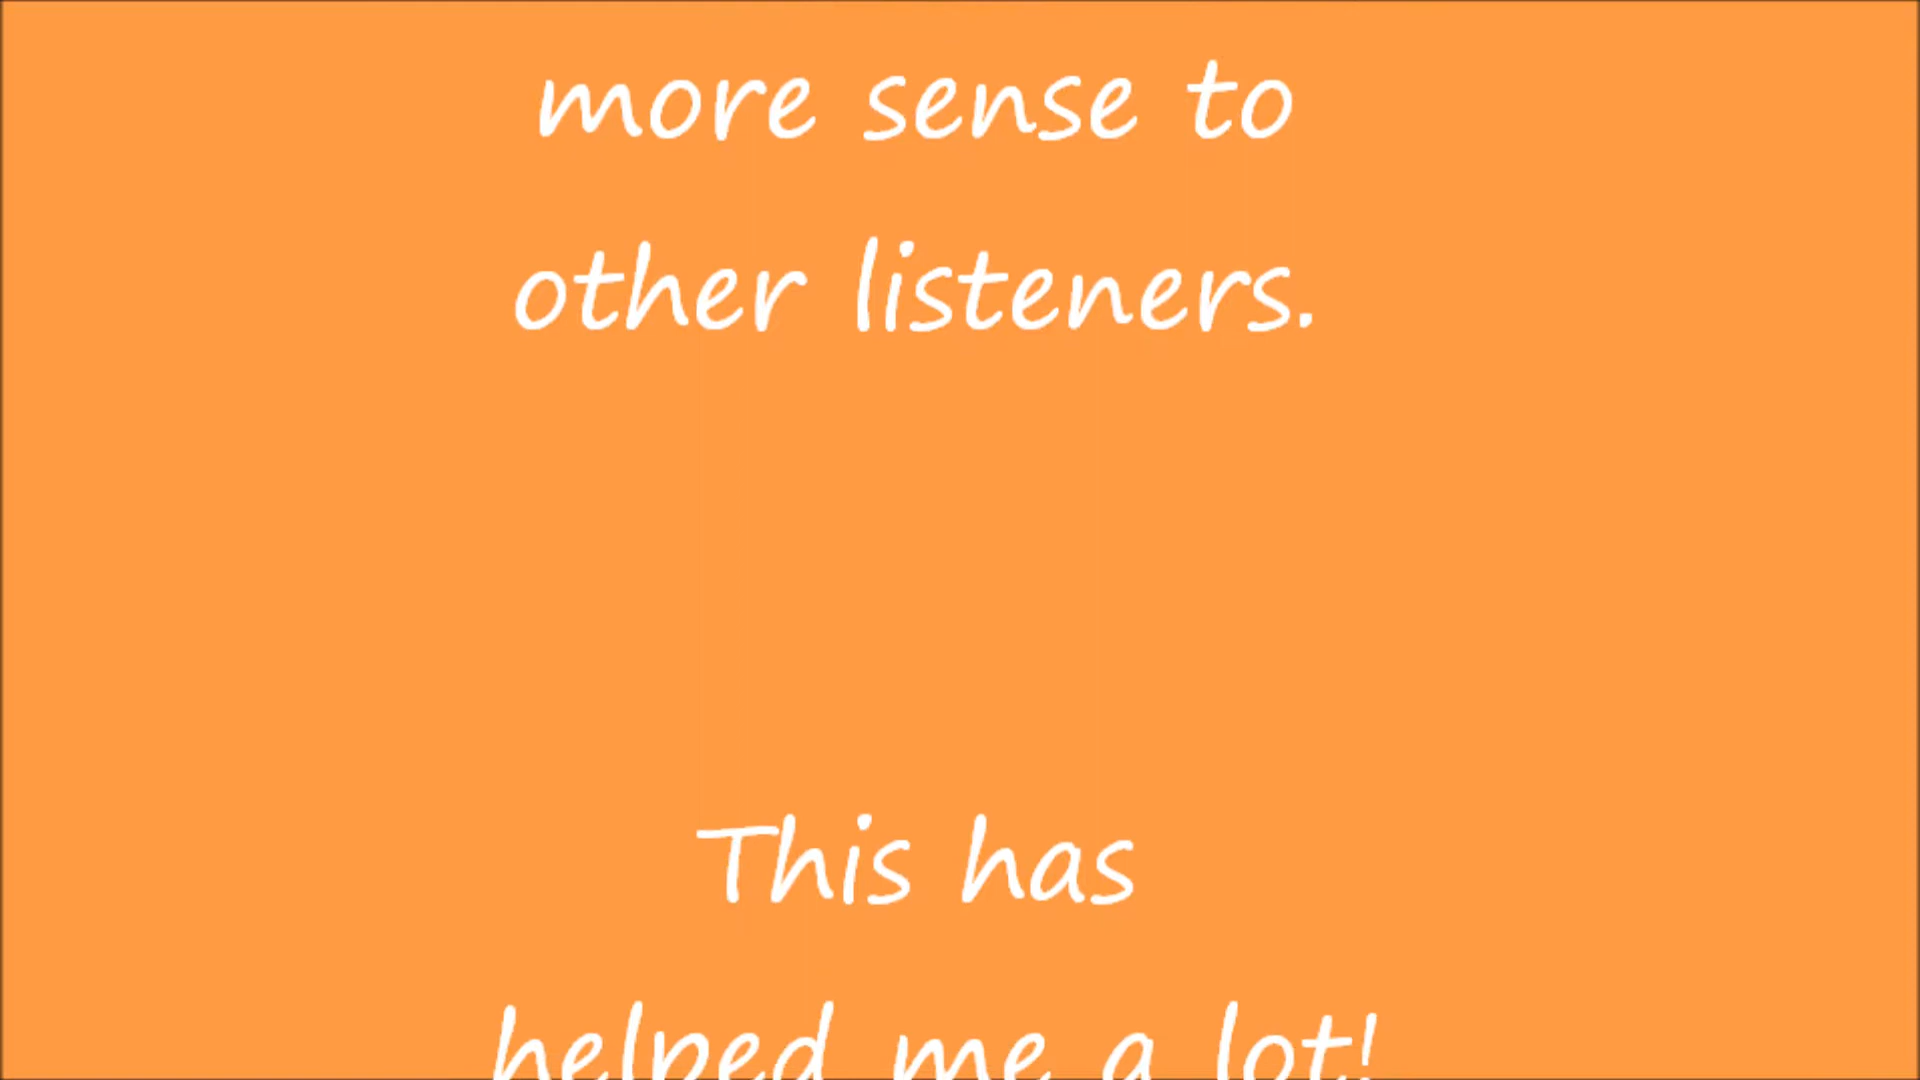 more sense to
other listeners.
This has
helped me a lot!